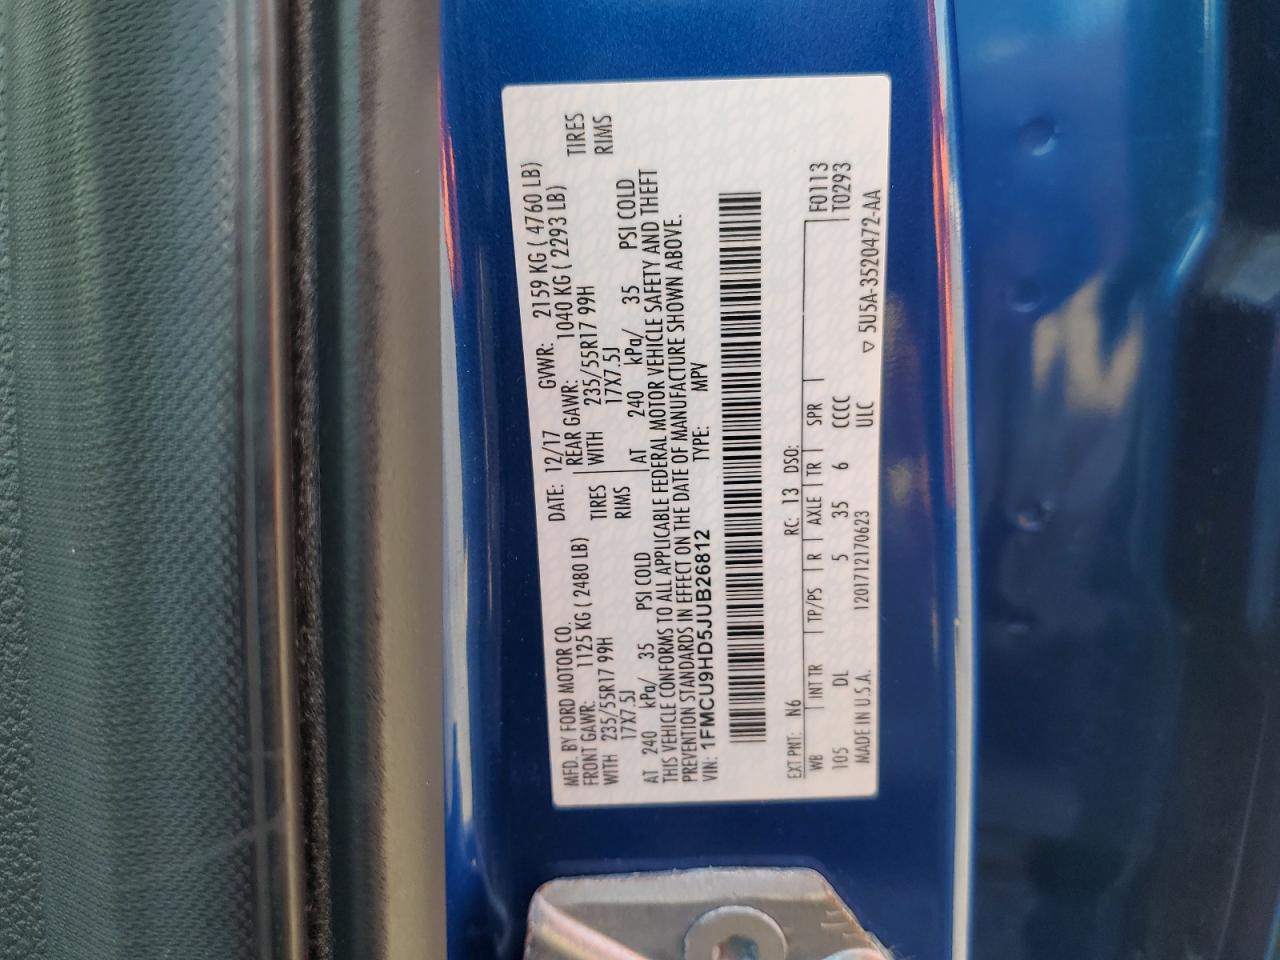 MFD. BY FORD MOTOR CO. DATE: 12/17 GVWR: 2159 KG ( 4760 LB)
FRONT GAWR: 1125 KG ( 2480 LB) REAR GAWR: 1040 KG ( 2293 LB)
WITH 235/55R17 99H TIRES WITH 235/55R17 99H TIRES
17X7.5J RIMS 17X7.5J RIMS
AT 240 kPa/ 35 PSI COLD AT 240 kPa/ 35 PSI COLD
THIS VEHICLE CONFORMS TO ALL APPLICABLE FEDERAL MOTOR VEHICLE SAFETY AND THEFT
PREVENTION STANDARDS IN EFFECT ON THE DATE OF MANUFACTURE SHOWN ABOVE.
VIN: 1FMCU9HD5JUB26812 TYPE: MPV
EXT PNT: N6 RC: 13 DSO:
WB INT TR TP/PS R AXLE TR SPR F0113
105 DL 5 35 6 CCCC T0293
MADE IN U.S.A. 1201712170623 ULC ▽ 5U5A-3520472-AA